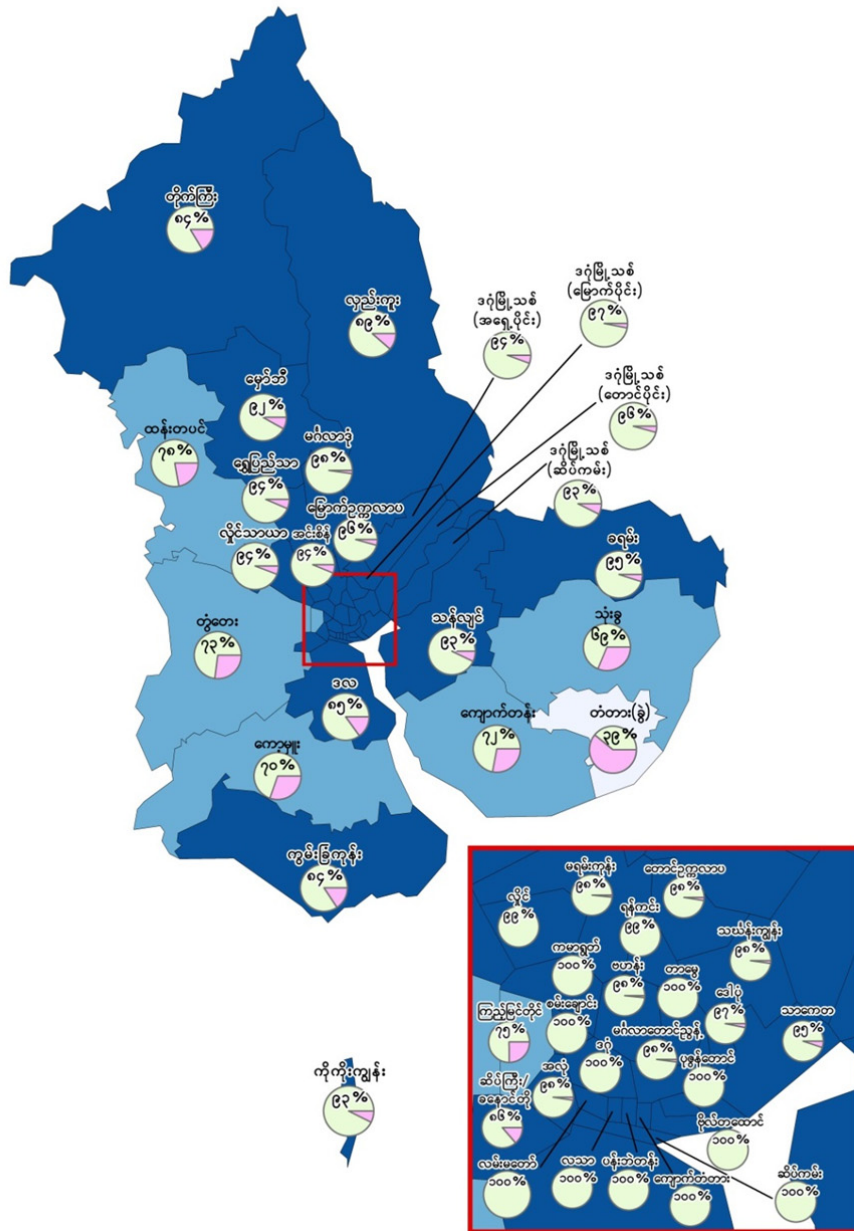 တိုက်ကြီး
၈၄%
လှည်းကူး
၈၉%
ဒဂုံမြို့သစ်
(အရှေ့ပိုင်း)
၉၄%
ဒဂုံမြို့သစ်
(မြောက်ပိုင်း)
၉၇%
မှော်ဘီ
၉၂%
ဒဂုံမြို့သစ်
(တောင်ပိုင်း)
၉၆%
ထန်းတပင်
၇၈%
မင်္ဂလာဒုံ
၉၈%
ဒဂုံမြို့သစ်
(ဆိပ်ကမ်း)
၉၃%
ရွှေပြည်သာ
၉၄%
မြောက်ဥက္ကလာပ
၉၆%
လှိုင်သာယာ
၉၄%
အင်းစိန်
၉၄%
ခရမ်း
၉၅%
တွံတေး
၇၃%
သန်လျင်
၉၃%
သုံးခွ
၆၉%
ဒလ
၈၅%
ကျောက်တန်း
၇၂%
တံတား(ခွဲ)
၃၉%
ကော့မှူး
၇၀%
ကွမ်းခြံကုန်း
၈၄%
ကိုကိုးကျွန်း
၉၃%
လှိုင်
၉၉%
မရမ်းကုန်း
၉၈%
တောင်ဥက္ကလာပ
၉၈%
ရန်ကင်း
၉၉%
သင်္ဃန်းကျွန်း
၉၈%
ကမာရွတ်
၁၀၀%
ဗဟန်း
၉၈%
တာမွေ
၁၀၀%
ဒေါပုံ
၉၇%
သာကေတ
၉၅%
ကြည့်မြင်တိုင်
၇၅%
စမ်းချောင်း
၁၀၀%
မင်္ဂလာတောင်ညွန့်
၉၈%
ဒဂုံ
၁၀၀%
ပုဇွန်တောင်
၁၀၀%
ဆိပ်ကြီး/
ခနောင်တို
၈၆%
အလုံ
၉၈%
ဗိုလ်တထောင်
၁၀၀%
လမ်းမတော်
၁၀၀%
လသာ
၁၀၀%
ပန်းဘဲတန်း
၁၀၀%
ကျောက်တံတား
၁၀၀%
ဆိပ်ကမ်း
၁၀၀%